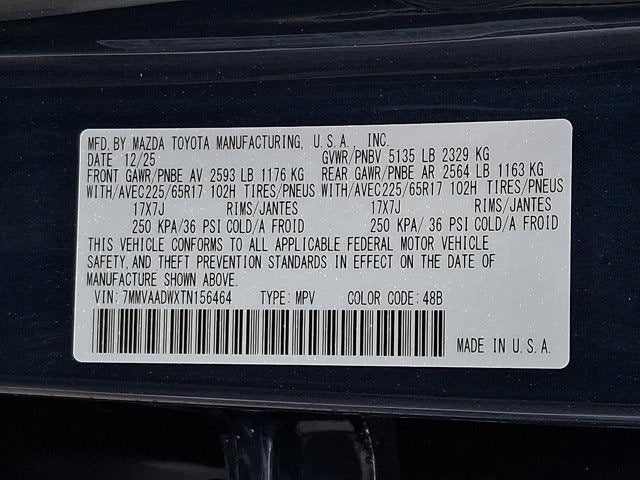 MFD. BY MAZDA TOYOTA MANUFACTURING, U.S.A., INC.
DATE 12/25 GVWR/PNBV 5135 LB 2329 KG
FRONT GAWR/PNBE AV 2593 LB 1176 KG REAR GAWR/PNBE AR 2564 LB 1163 KG
WITH/AVEC225/65R17 102H TIRES/PNEUS WITH/AVEC225/65R17 102H TIRES/PNEUS
17X7J RIMS/JANTES 17X7J RIMS/JANTES
250 KPA/36 PSI COLD/A FROID 250 KPA/ 36 PSI COLD/A FROID
THIS VEHICLE CONFORMS TO ALL APPLICABLE FEDERAL MOTOR VEHICLE
SAFETY, AND THEFT PREVENTION STANDARDS IN EFFECT ON THE DATE OF
MANUFACTURE SHOWN ABOVE.
VIN: 7MMVAADWXTN156464 TYPE: MPV COLOR CODE: 48B
MADE IN U.S.A.